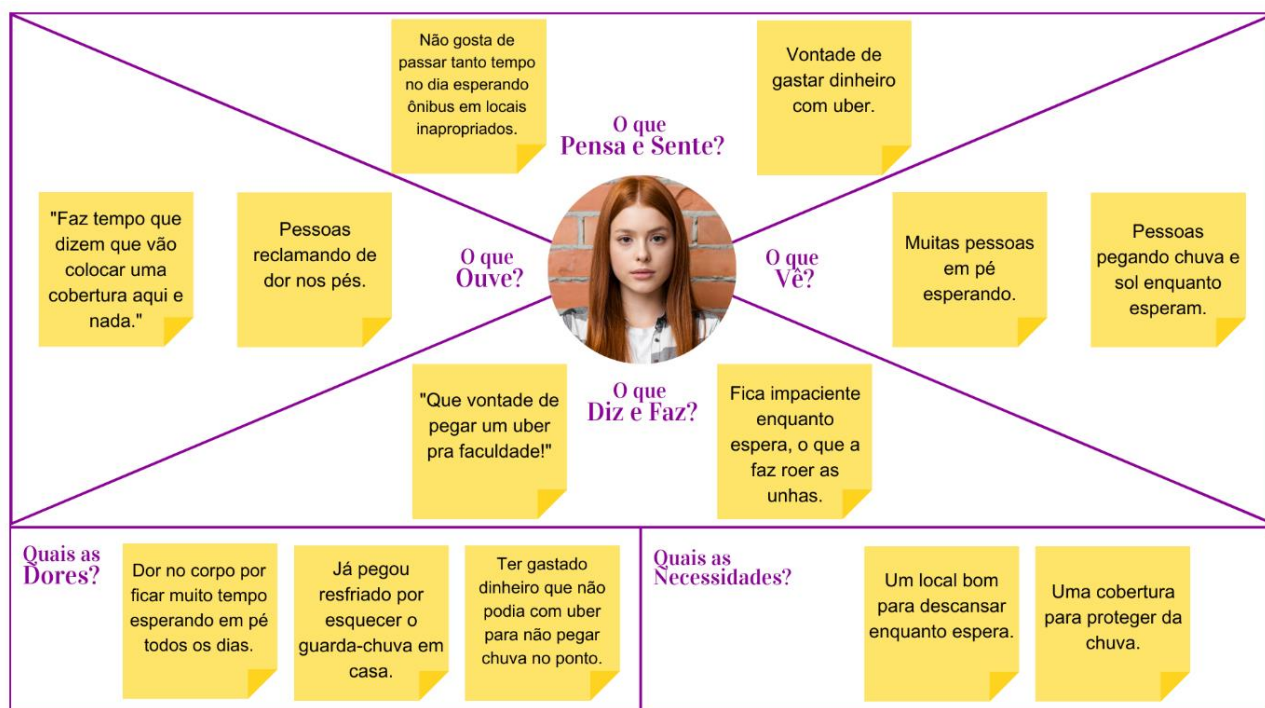 Não gosta de
passar tanto tempo
no dia esperando
ônibus em locais
inapropriados.
Vontade de
gastar dinheiro
com uber.
O que
Pensa e Sente?
"Faz tempo que
dizem que vão
colocar uma
cobertura aqui e
nada."
Pessoas
reclamando de
dor nos pés.
O que
Ouve?
O que
Vê?
Muitas pessoas
em pé
esperando.
Pessoas
pegando chuva e
sol enquanto
esperam.
"Que vontade de
pegar um uber
pra faculdade!"
O que
Diz e Faz?
Fica impaciente
enquanto
espera, o que a
faz roer as
unhas.
Quais as
Dores?
Dor no corpo por
ficar muito tempo
esperando em pé
todos os dias.
Já pegou
resfriado por
esquecer o
guarda-chuva em
casa.
Ter gastado
dinheiro que não
podia com uber
para não pegar
chuva no ponto.
Quais as
Necessidades?
Um local bom
para descansar
enquanto espera.
Uma cobertura
para proteger da
chuva.